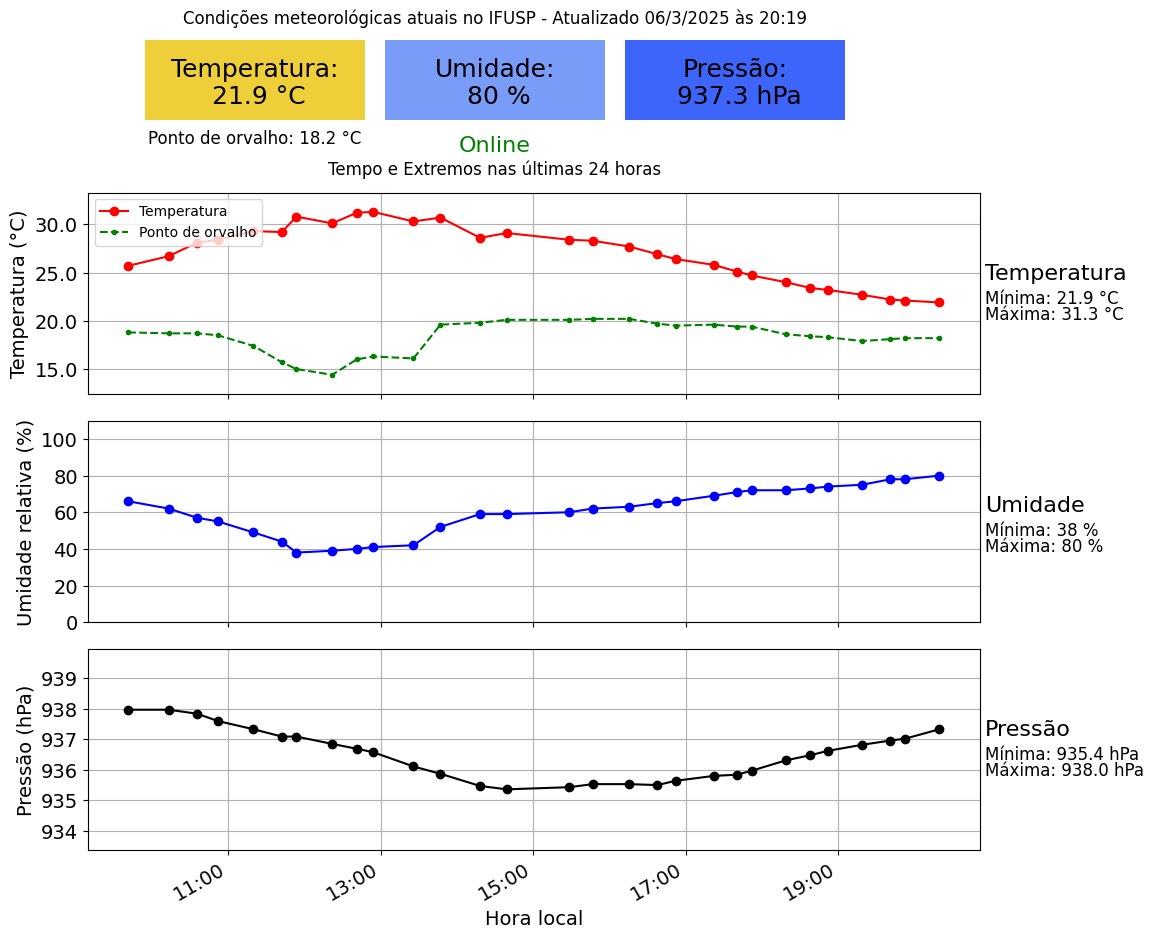 Condições meteorológicas atuais no IFUSP - Atualizado 06/3/2025 às 20:19
Temperatura:
21.9 °C
Umidade:
80 %
Pressão:
937.3 hPa
Ponto de orvalho: 18.2 °C
Online
Tempo e Extremos nas últimas 24 horas
Temperatura
Ponto de orvalho
Temperatura (°C)
30.0
25.0
20.0
15.0
Temperatura
Mínima: 21.9 °C
Máxima: 31.3 °C
Umidade relativa (%)
100
80
60
40
20
0
Umidade
Mínima: 38 %
Máxima: 80 %
Pressão (hPa)
939
938
937
936
935
934
Pressão
Mínima: 935.4 hPa
Máxima: 938.0 hPa
11:00
13:00
15:00
17:00
19:00
Hora local